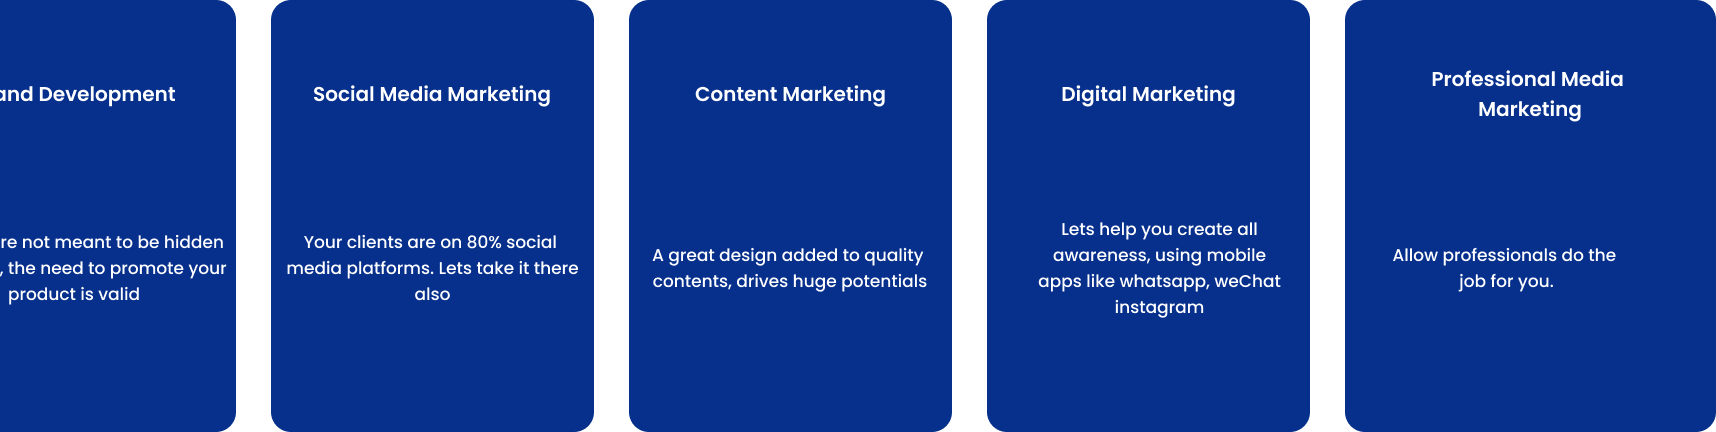 and Development
re not meant to be hidden
, the need to promote your
product is valid
Social Media Marketing
Your clients are on 80% social
media platforms. Lets take it there
also
Content Marketing
A great design added to quality
contents, drives huge potentials
Digital Marketing
Lets help you create all
awareness, using mobile
apps like whatsapp, weChat
instagram
Professional Media
Marketing
Allow professionals do the
job for you.